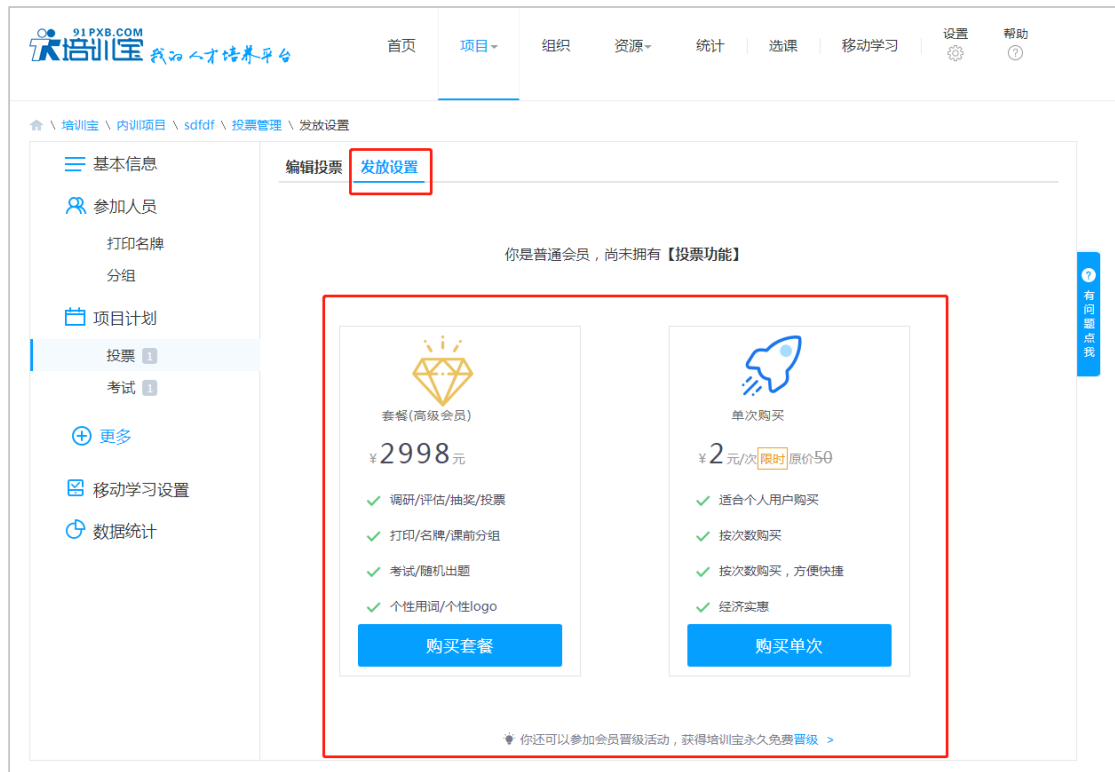 91PXB.COM
培训宝 我的人才培养平台
首页 项目 组织 资源 统计 选课 移动学习 设置 帮助
\ 培训宝 \ 内训项目 \ sdfdf \ 投票管理 \ 发放设置
基本信息
参加人员
打印名牌
分组
项目计划
投票 1
考试 1
更多
移动学习设置
数据统计
编辑投票 发放设置
你是普通会员，尚未拥有【投票功能】
套餐(高级会员)
¥2998元
调研/评估/抽奖/投票
打印/名牌/课前分组
考试/随机出题
个性用词/个性logo
购买套餐
单次购买
¥2元/次 限时 原价50
适合个人用户购买
按次数购买
按次数购买，方便快捷
经济实惠
购买单次
你还可以参加会员晋级活动，获得培训宝永久免费晋级 >
? 有问题点我